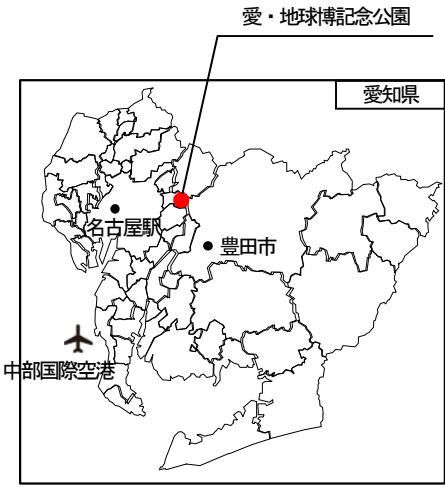 愛・地球博記念公園
愛知県
名古屋駅
豊田市
中部国際空港